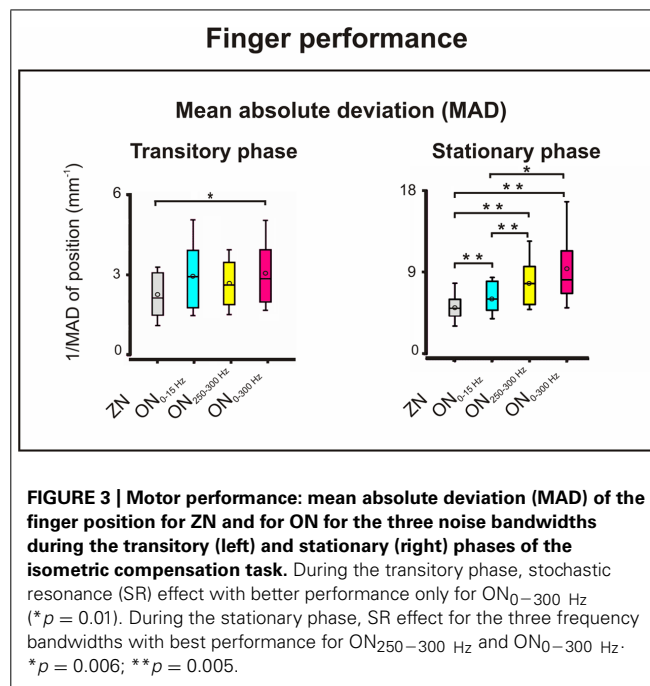 Finger performance
Mean absolute deviation (MAD)
Transitory phase
Stationary phase
1/MAD of position (mm⁻¹)
6
3
0
*
ZN
ON₀₋₁₅ Hz
ON₂₅₀₋₃₀₀ Hz
ON₀₋₃₀₀ Hz
18
9
0
*
**
**
**
**
ZN
ON₀₋₁₅ Hz
ON₂₅₀₋₃₀₀ Hz
ON₀₋₃₀₀ Hz
FIGURE 3 | Motor performance: mean absolute deviation (MAD) of the
finger position for ZN and for ON for the three noise bandwidths
during the transitory (left) and stationary (right) phases of the
isometric compensation task. During the transitory phase, stochastic
resonance (SR) effect with better performance only for ON₀₋₃₀₀ Hz
(*p = 0.01). During the stationary phase, SR effect for the three frequency
bandwidths with best performance for ON₂₅₀₋₃₀₀ Hz and ON₀₋₃₀₀ Hz.
*p = 0.006; **p = 0.005.